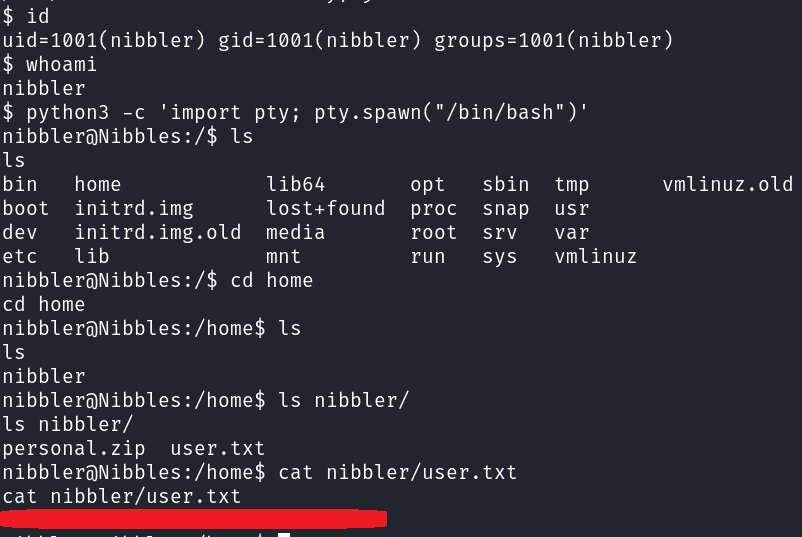 $ id
uid=1001(nibbler) gid=1001(nibbler) groups=1001(nibbler)
$ whoami
nibbler
$ python3 -c 'import pty; pty.spawn("/bin/bash")'
nibbler@Nibbles:/$ ls
ls
bin   home            lib64       opt   sbin  tmp      vmlinuz.old
boot  initrd.img      lost+found  proc  snap  usr
dev   initrd.img.old  media       root  srv   var
etc   lib             mnt         run   sys   vmlinuz
nibbler@Nibbles:/$ cd home
cd home
nibbler@Nibbles:/home$ ls
ls
nibbler
nibbler@Nibbles:/home$ ls nibbler/
ls nibbler/
personal.zip  user.txt
nibbler@Nibbles:/home$ cat nibbler/user.txt
cat nibbler/user.txt